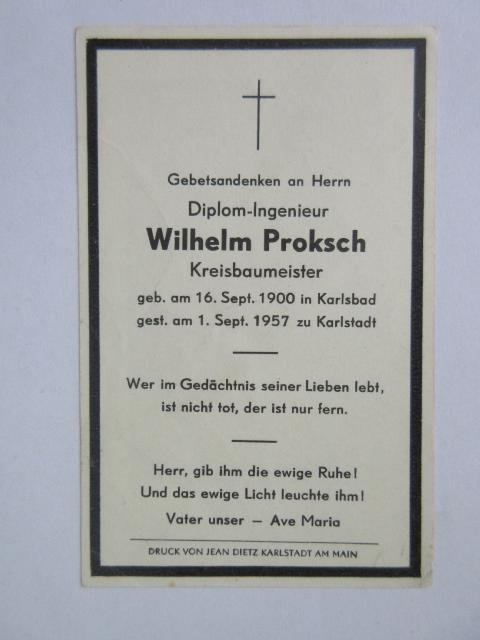 Gebetsandenken an Herrn
Diplom-Ingenieur
Wilhelm Proksch
Kreisbaumeister
geb. am 16. Sept. 1900 in Karlsbad
gest. am 1. Sept. 1957 zu Karlstadt
Wer im Gedächtnis seiner Lieben lebt,
ist nicht tot, der ist nur fern.
Herr, gib ihm die ewige Ruhe!
Und das ewige Licht leuchte ihm!
Vater unser – Ave Maria
DRUCK VON JEAN DIETZ KARLSTADT AM MAIN